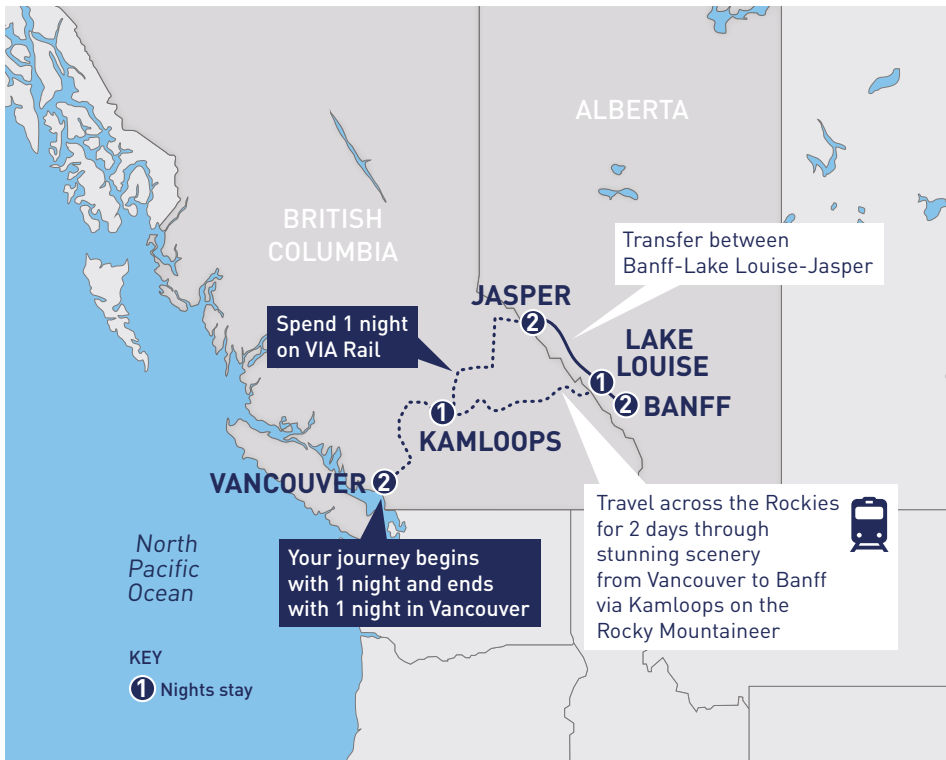 ALBERTA
BRITISH
COLUMBIA
Transfer between
Banff-Lake Louise-Jasper
JASPER
2
Spend 1 night
on VIA Rail
LAKE
LOUISE
1
2 BANFF
1
KAMLOOPS
VANCOUVER 2
Travel across the Rockies
for 2 days through
stunning scenery
from Vancouver to Banff
via Kamloops on the
Rocky Mountaineer
Your journey begins
with 1 night and ends
with 1 night in Vancouver
North
Pacific
Ocean
KEY
1 Nights stay